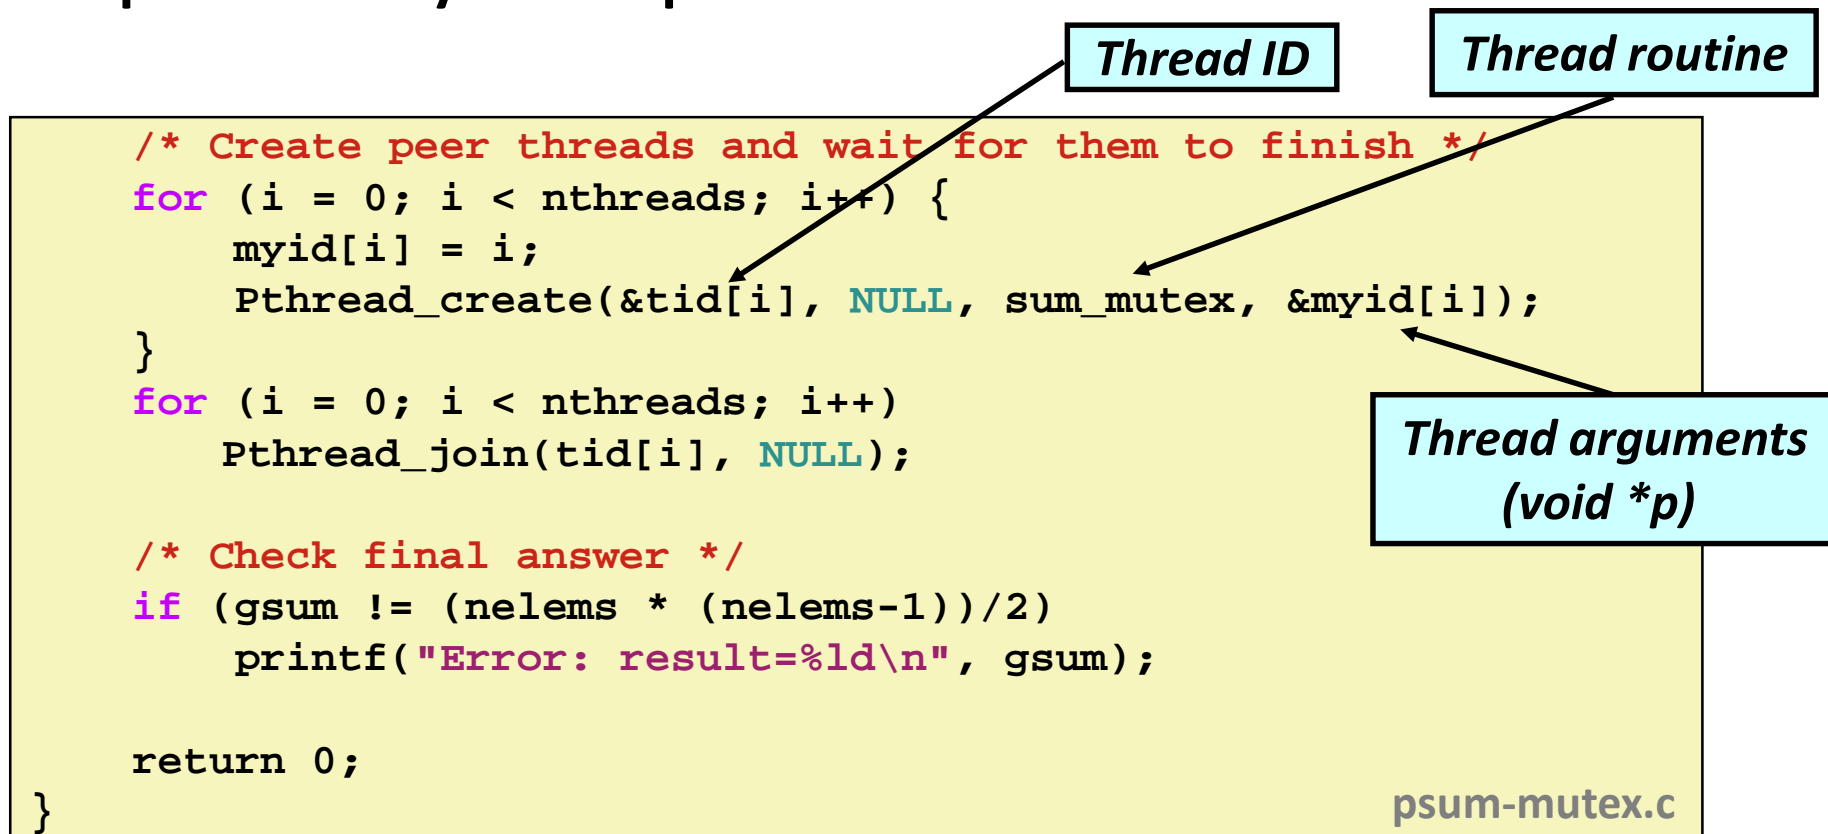 Thread ID
Thread routine
/* Create peer threads and wait for them to finish */
for (i = 0; i < nthreads; i++) {
myid[i] = i;
Pthread_create(&tid[i], NULL, sum_mutex, &myid[i]);
}
for (i = 0; i < nthreads; i++)
Pthread_join(tid[i], NULL);
Thread arguments
(void *p)
/* Check final answer */
if (gsum != (nelems * (nelems-1))/2)
printf("Error: result=%ld\n", gsum);
return 0;
}
psum-mutex.c